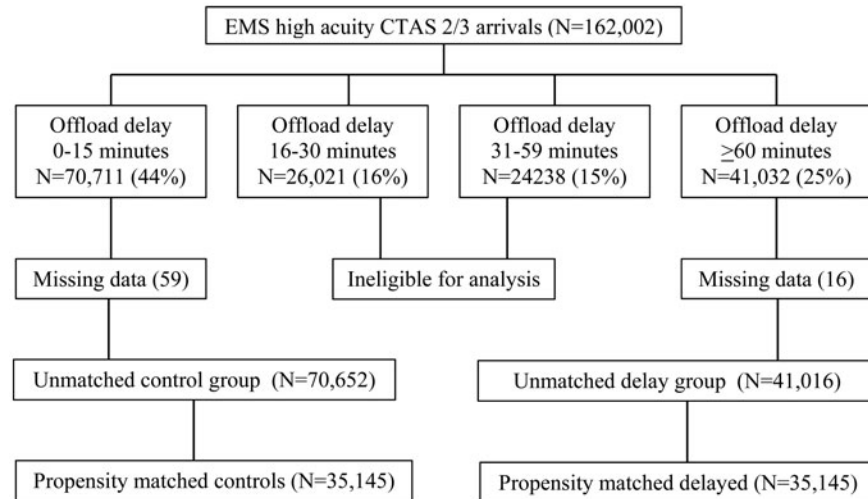 EMS high acuity CTAS 2/3 arrivals (N=162,002)
Offload delay
0-15 minutes
N=70,711 (44%)
Offload delay
16-30 minutes
N=26,021 (16%)
Offload delay
31-59 minutes
N=24238 (15%)
Offload delay
≥60 minutes
N=41,032 (25%)
Missing data (59)
Ineligible for analysis
Missing data (16)
Unmatched control group (N=70,652)
Unmatched delay group (N=41,016)
Propensity matched controls (N=35,145)
Propensity matched delayed (N=35,145)